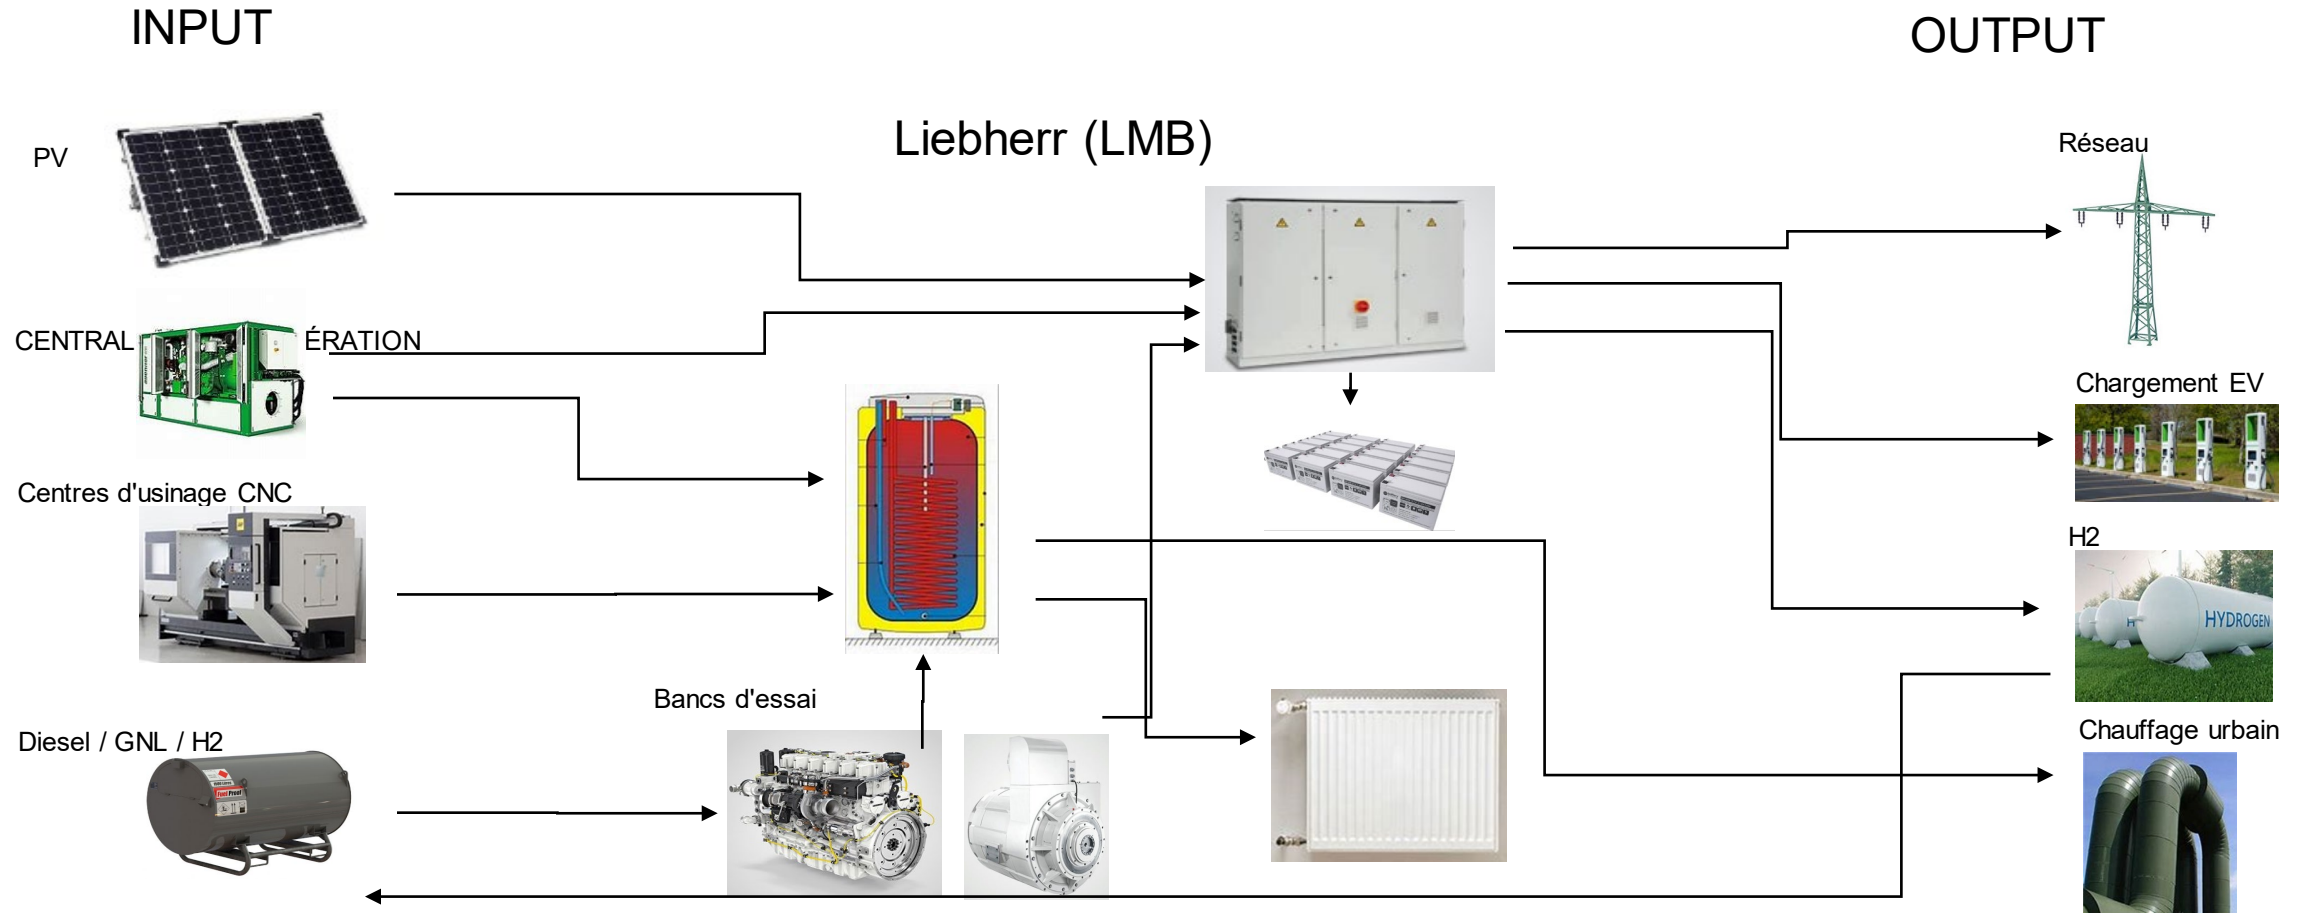 INPUT
OUTPUT
Liebherr (LMB)
PV
Réseau
CENTRAL ÉRATION
Chargement EV
Centres d'usinage CNC
H2
HYDROGEN
Bancs d'essai
Diesel / GNL / H2
Chauffage urbain